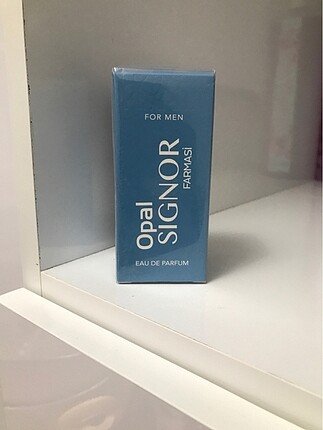 FOR MEN
Opal
SIGNOR
FARMASİ
EAU DE PARFUM